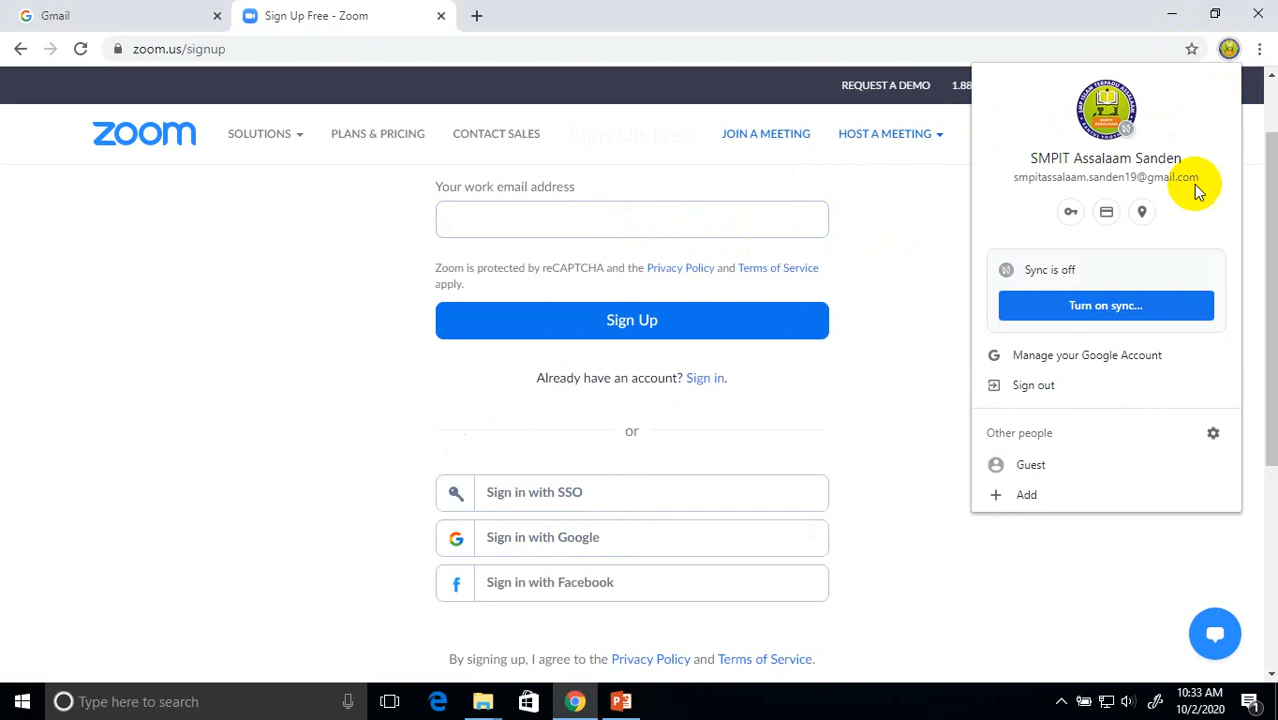 Gmail
Sign Up Free - Zoom
zoom.us/signup
REQUEST A DEMO 1.88
zoom
SOLUTIONS
PLANS & PRICING
CONTACT SALES
Sign Up Free
JOIN A MEETING
HOST A MEETING
Your work email address
Zoom is protected by reCAPTCHA and the Privacy Policy and Terms of Service
apply.
Sign Up
Already have an account? Sign in.
or
Sign in with SSO
Sign in with Google
Sign in with Facebook
By signing up, I agree to the Privacy Policy and Terms of Service.
SMPIT Assalaam Sanden
smpitassalaam.sanden19@gmail.com
Sync is off
Turn on sync...
Manage your Google Account
Sign out
Other people
Guest
Add
Type here to search
10:33 AM
10/2/2020